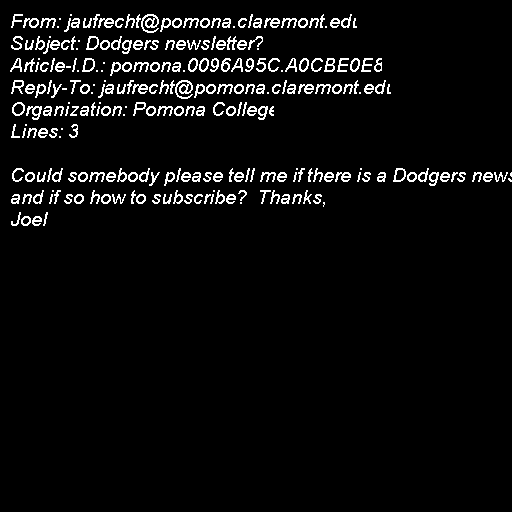 From: jaufrecht@pomona.claremont.edu
Subject: Dodgers newsletter?
Article-I.D.: pomona.0096A95C.A0CBE0E8
Reply-To: jaufrecht@pomona.claremont.edu
Organization: Pomona College
Lines: 3

Could somebody please tell me if there is a Dodgers news
and if so how to subscribe?  Thanks,
Joel